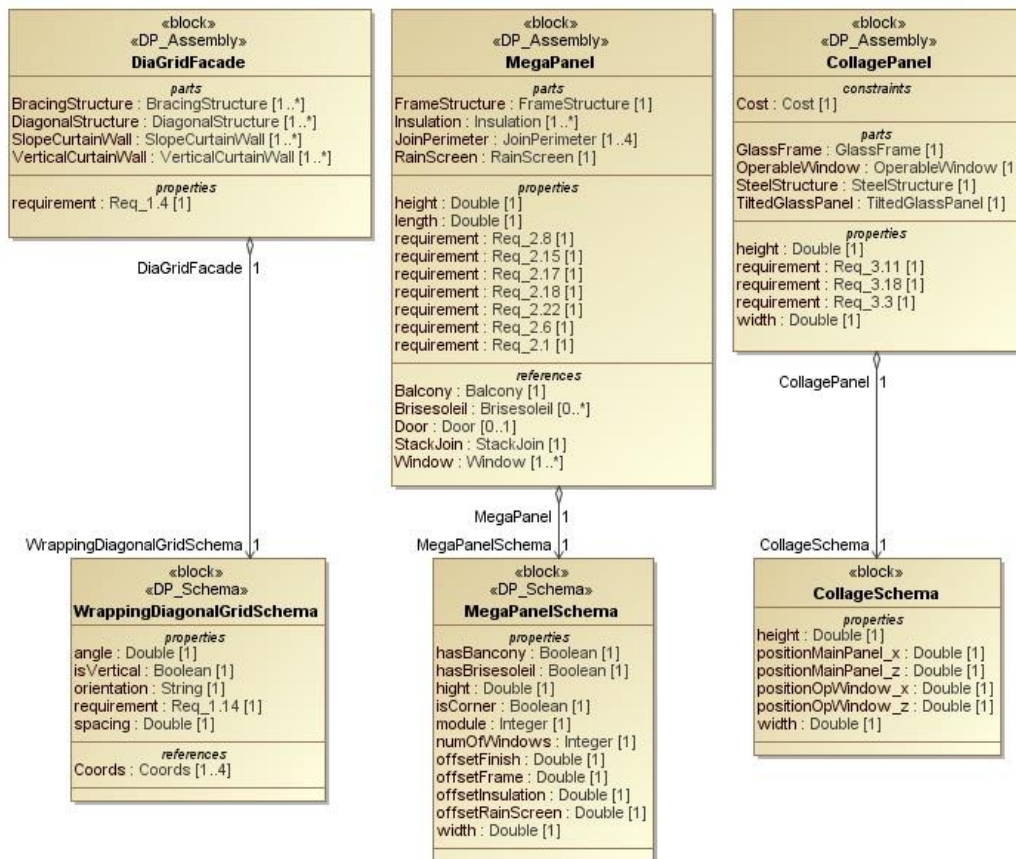 «block»
«DP_Assembly»
DiaGridFacade
parts
BracingStructure : BracingStructure [1..*]
DiagonalStructure : DiagonalStructure [1..*]
SlopeCurtainWall : SlopeCurtainWall [1..*]
VerticalCurtainWall : VerticalCurtainWall [1..*]
properties
requirement : Req_1.4 [1]
DiaGridFacade 1
WrappingDiagonalGridSchema 1
«block»
«DP_Schema»
WrappingDiagonalGridSchema
properties
angle : Double [1]
isVertical : Boolean [1]
orientation : String [1]
requirement : Req_1.14 [1]
spacing : Double [1]
references
Coords : Coords [1..4]
«block»
«DP_Assembly»
MegaPanel
parts
FrameStructure : FrameStructure [1]
Insulation : Insulation [1..*]
JoinPerimeter : JoinPerimeter [1..4]
RainScreen : RainScreen [1]
properties
height : Double [1]
length : Double [1]
requirement : Req_2.8 [1]
requirement : Req_2.15 [1]
requirement : Req_2.17 [1]
requirement : Req_2.18 [1]
requirement : Req_2.22 [1]
requirement : Req_2.6 [1]
requirement : Req_2.1 [1]
references
Balcony : Balcony [1]
Brisesoleil : Brisesoleil [0..*]
Door : Door [0..1]
StackJoin : StackJoin [1]
Window : Window [1..*]
MegaPanel 1
MegaPanelSchema 1
«block»
«DP_Schema»
MegaPanelSchema
properties
hasBancony : Boolean [1]
hasBrisesoleil : Boolean [1]
hight : Double [1]
isCorner : Boolean [1]
module : Integer [1]
numOfWindows : Integer [1]
offsetFinish : Double [1]
offsetFrame : Double [1]
offsetInsulation : Double [1]
offsetRainScreen : Double [1]
width : Double [1]
«block»
«DP_Assembly»
CollagePanel
constraints
Cost : Cost [1]
parts
GlassFrame : GlassFrame [1]
OperableWindow : OperableWindow [1
SteelStructure : SteelStructure [1]
TiltedGlassPanel : TiltedGlassPanel [1]
properties
height : Double [1]
requirement : Req_3.11 [1]
requirement : Req_3.18 [1]
requirement : Req_3.3 [1]
width : Double [1]
CollagePanel 1
CollageSchema 1
«block»
CollageSchema
properties
height : Double [1]
positionMainPanel_x : Double [1]
positionMainPanel_z : Double [1]
positionOpWindow_x : Double [1]
positionOpWindow_z : Double [1]
width : Double [1]